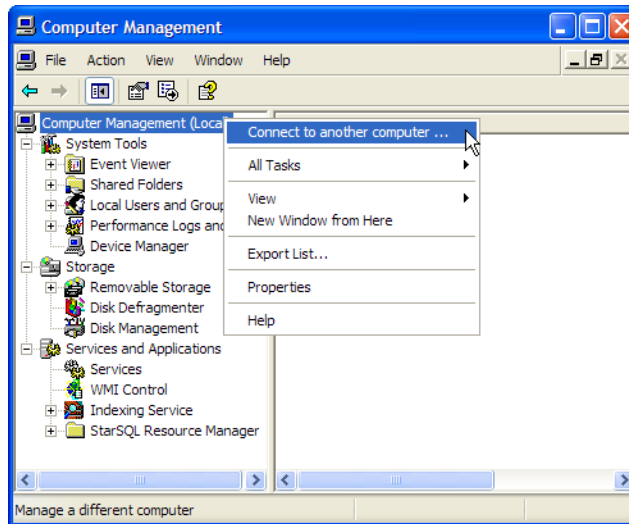 Computer Management
File Action View Window Help
Computer Management (Local)
Connect to another computer ...
System Tools
Event Viewer
All Tasks
Shared Folders
View
Local Users and Group
New Window from Here
Performance Logs and
Device Manager
Export List...
Storage
Removable Storage
Properties
Disk Defragmenter
Disk Management
Help
Services and Applications
Services
WMI Control
Indexing Service
StarSQL Resource Manager
Manage a different computer